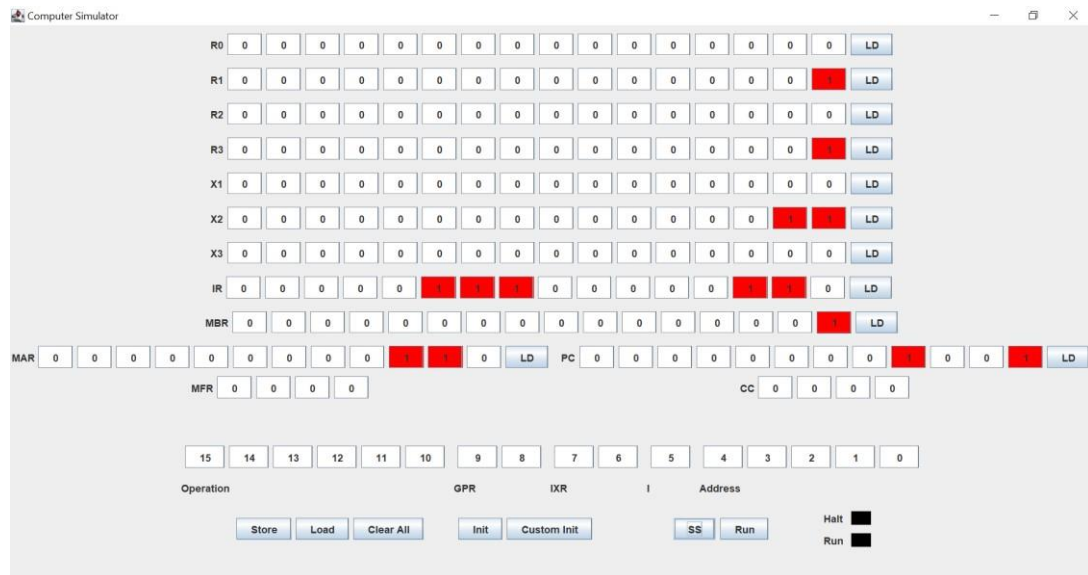 Computer Simulator
R0 0 0 0 0 0 0 0 0 0 0 0 0 0 0 0 0 LD
R1 0 0 0 0 0 0 0 0 0 0 0 0 0 0 0 1 LD
R2 0 0 0 0 0 0 0 0 0 0 0 0 0 0 0 0 LD
R3 0 0 0 0 0 0 0 0 0 0 0 0 0 0 0 1 LD
X1 0 0 0 0 0 0 0 0 0 0 0 0 0 0 0 0 LD
X2 0 0 0 0 0 0 0 0 0 0 0 0 0 0 1 1 LD
X3 0 0 0 0 0 0 0 0 0 0 0 0 0 0 0 0 LD
IR 0 0 0 0 0 1 1 1 0 0 0 0 0 1 1 0 LD
MBR 0 0 0 0 0 0 0 0 0 0 0 0 0 0 0 1 LD
MAR 0 0 0 0 0 0 0 0 0 1 1 0 LD PC 0 0 0 0 0 0 0 0 1 0 0 1 LD
MFR 0 0 0 0 CC 0 0 0 0
15 14 13 12 11 10 9 8 7 6 5 4 3 2 1 0
Operation GPR IXR I Address
Store Load Clear All Init Custom Init SS Run Halt
Run